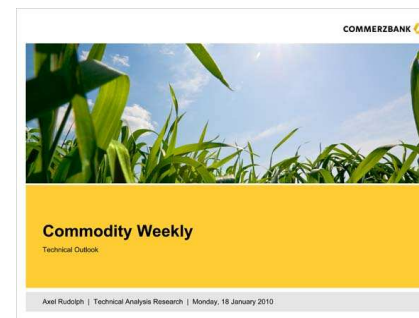 COMMERZBANK
Commodity Weekly
Technical Outlook
Axel Rudolph | Technical Analysis Research | Monday, 18 January 2010